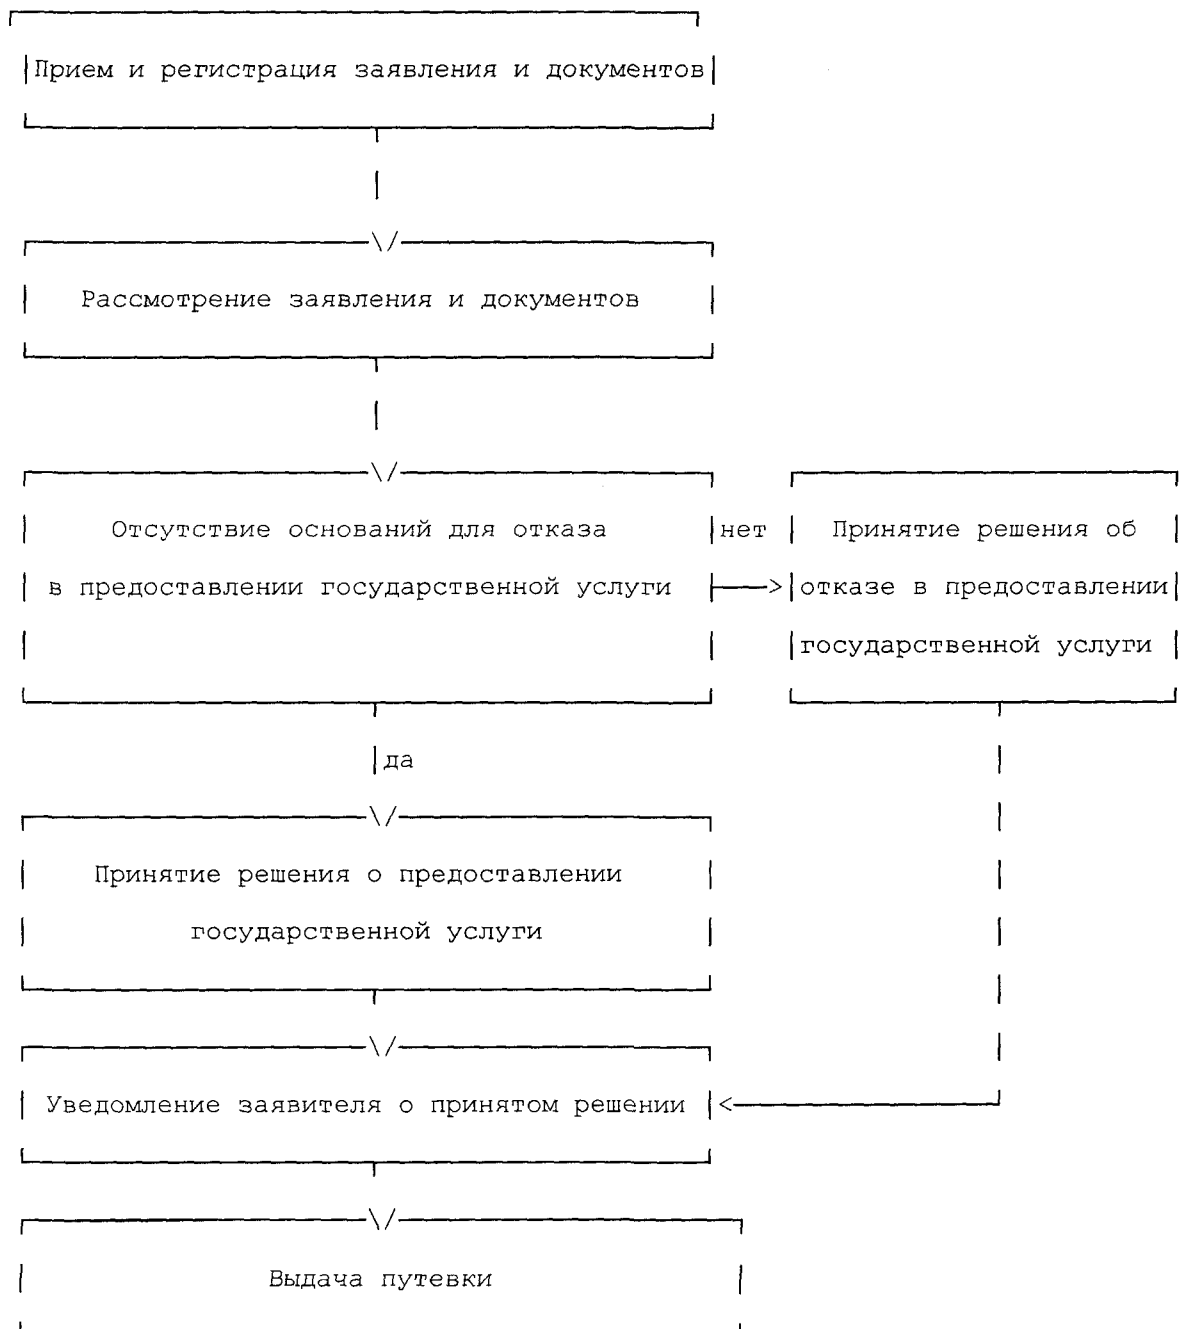 Прием и регистрация заявления и документов
Рассмотрение заявления и документов
Отсутствие оснований для отказа
в предоставлении государственной услуги
нет
Принятие решения об
отказе в предоставлении
государственной услуги
да
Принятие решения о предоставлении
государственной услуги
Уведомление заявителя о принятом решении
Выдача путевки